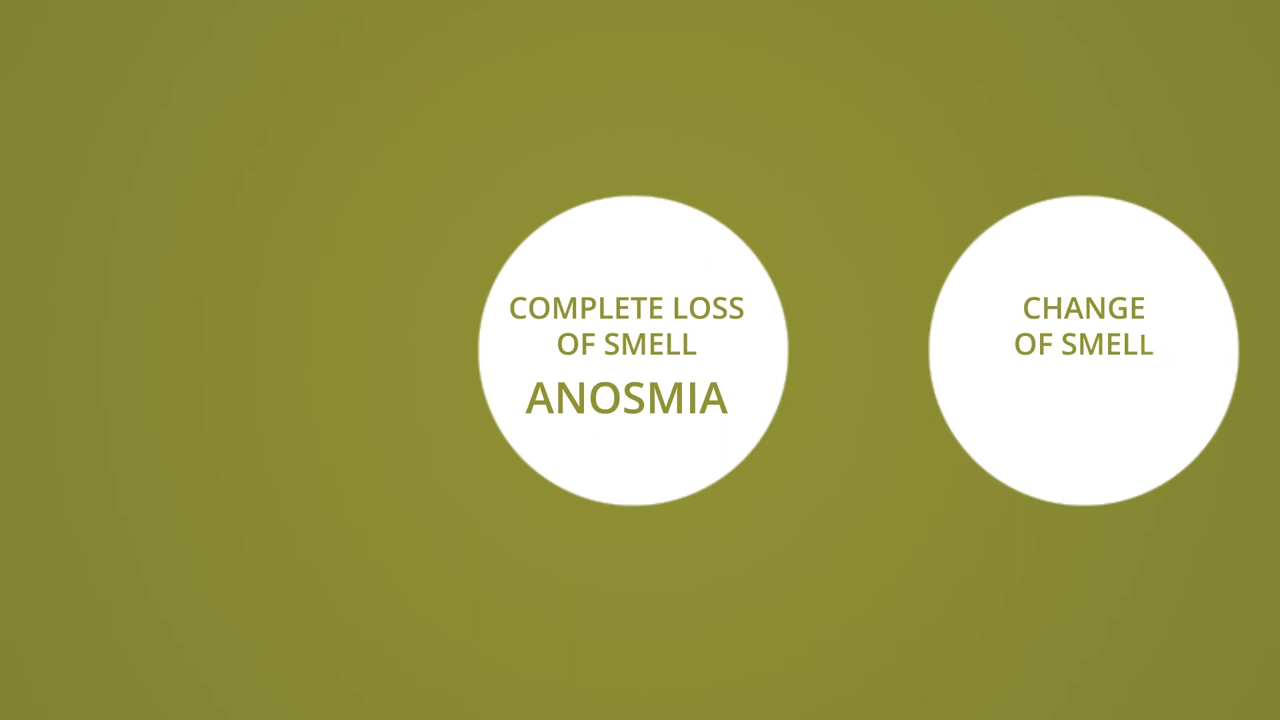 COMPLETE LOSS
OF SMELL
ANOSMIA
CHANGE
OF SMELL